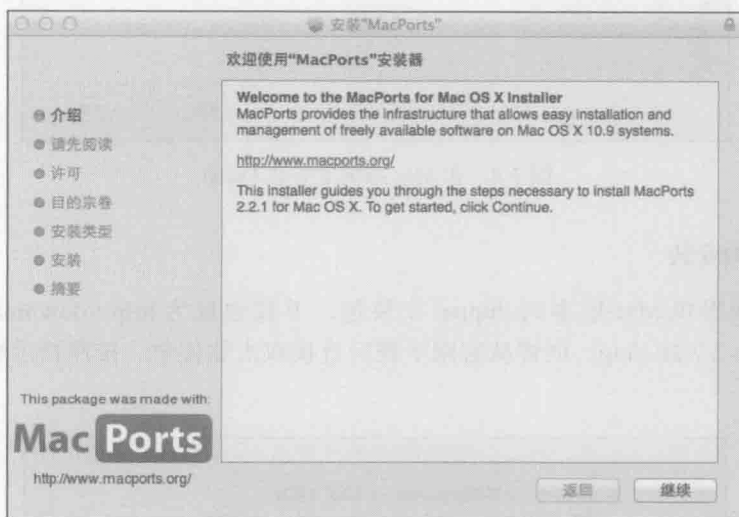 安装“MacPorts”
欢迎使用“MacPorts”安装器
介绍
请先阅读
许可
目的宗卷
安装类型
安装
摘要
Welcome to the MacPorts for Mac OS X Installer
MacPorts provides the infrastructure that allows easy installation and
management of freely available software on Mac OS X 10.9 systems.
http://www.macports.org/
This installer guides you through the steps necessary to install MacPorts
2.2.1 for Mac OS X. To get started, click Continue.
This package was made with:
Mac Ports
http://www.macports.org/
返回
继续